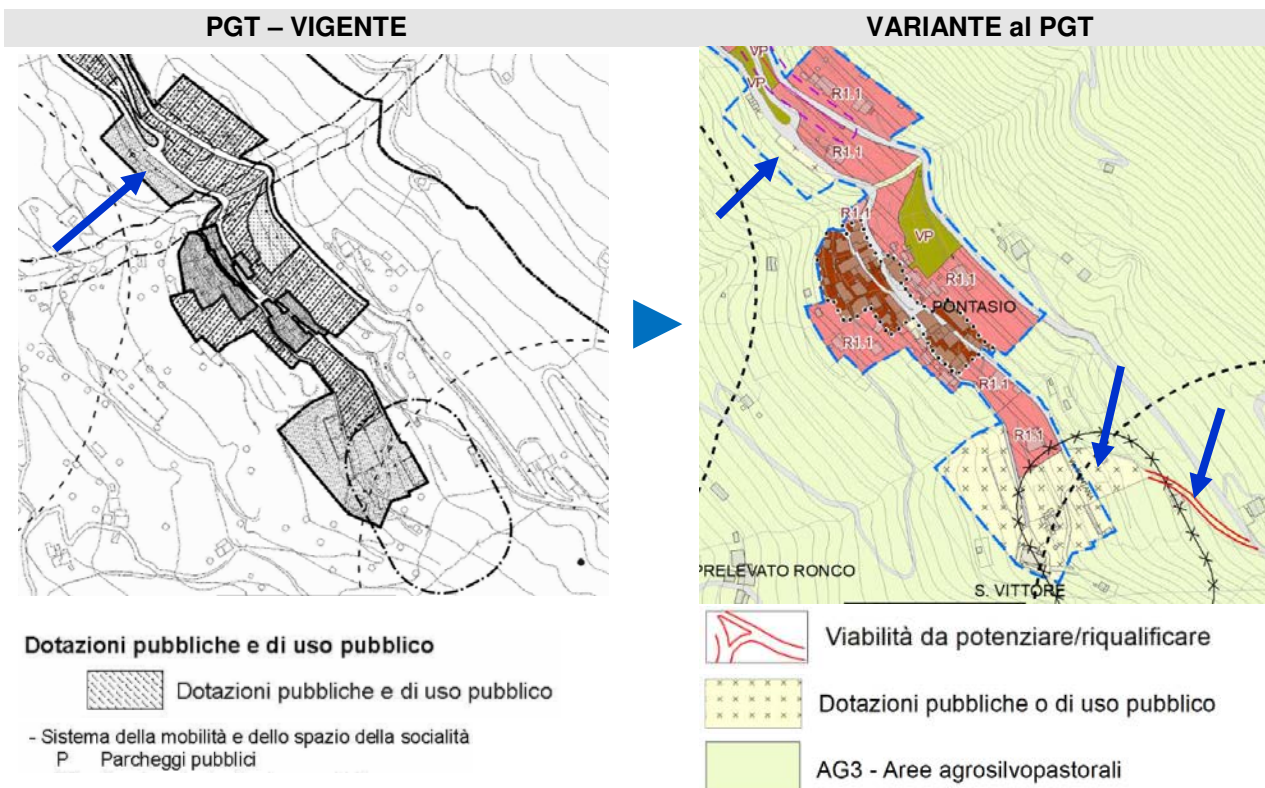 PGT – VIGENTE
VARIANTE al PGT
VP
VP
R1.1
R1.1
R1.1
VP
R1.1
PONTASIO
R1.1
R1.1
R1.1
PRELEVATO RONCO
S. VITTORE
Dotazioni pubbliche e di uso pubblico
Dotazioni pubbliche e di uso pubblico
- Sistema della mobilità e dello spazio della socialità
P Parcheggi pubblici
Viabilità da potenziare/riqualificare
Dotazioni pubbliche o di uso pubblico
AG3 - Aree agrosilvopastorali